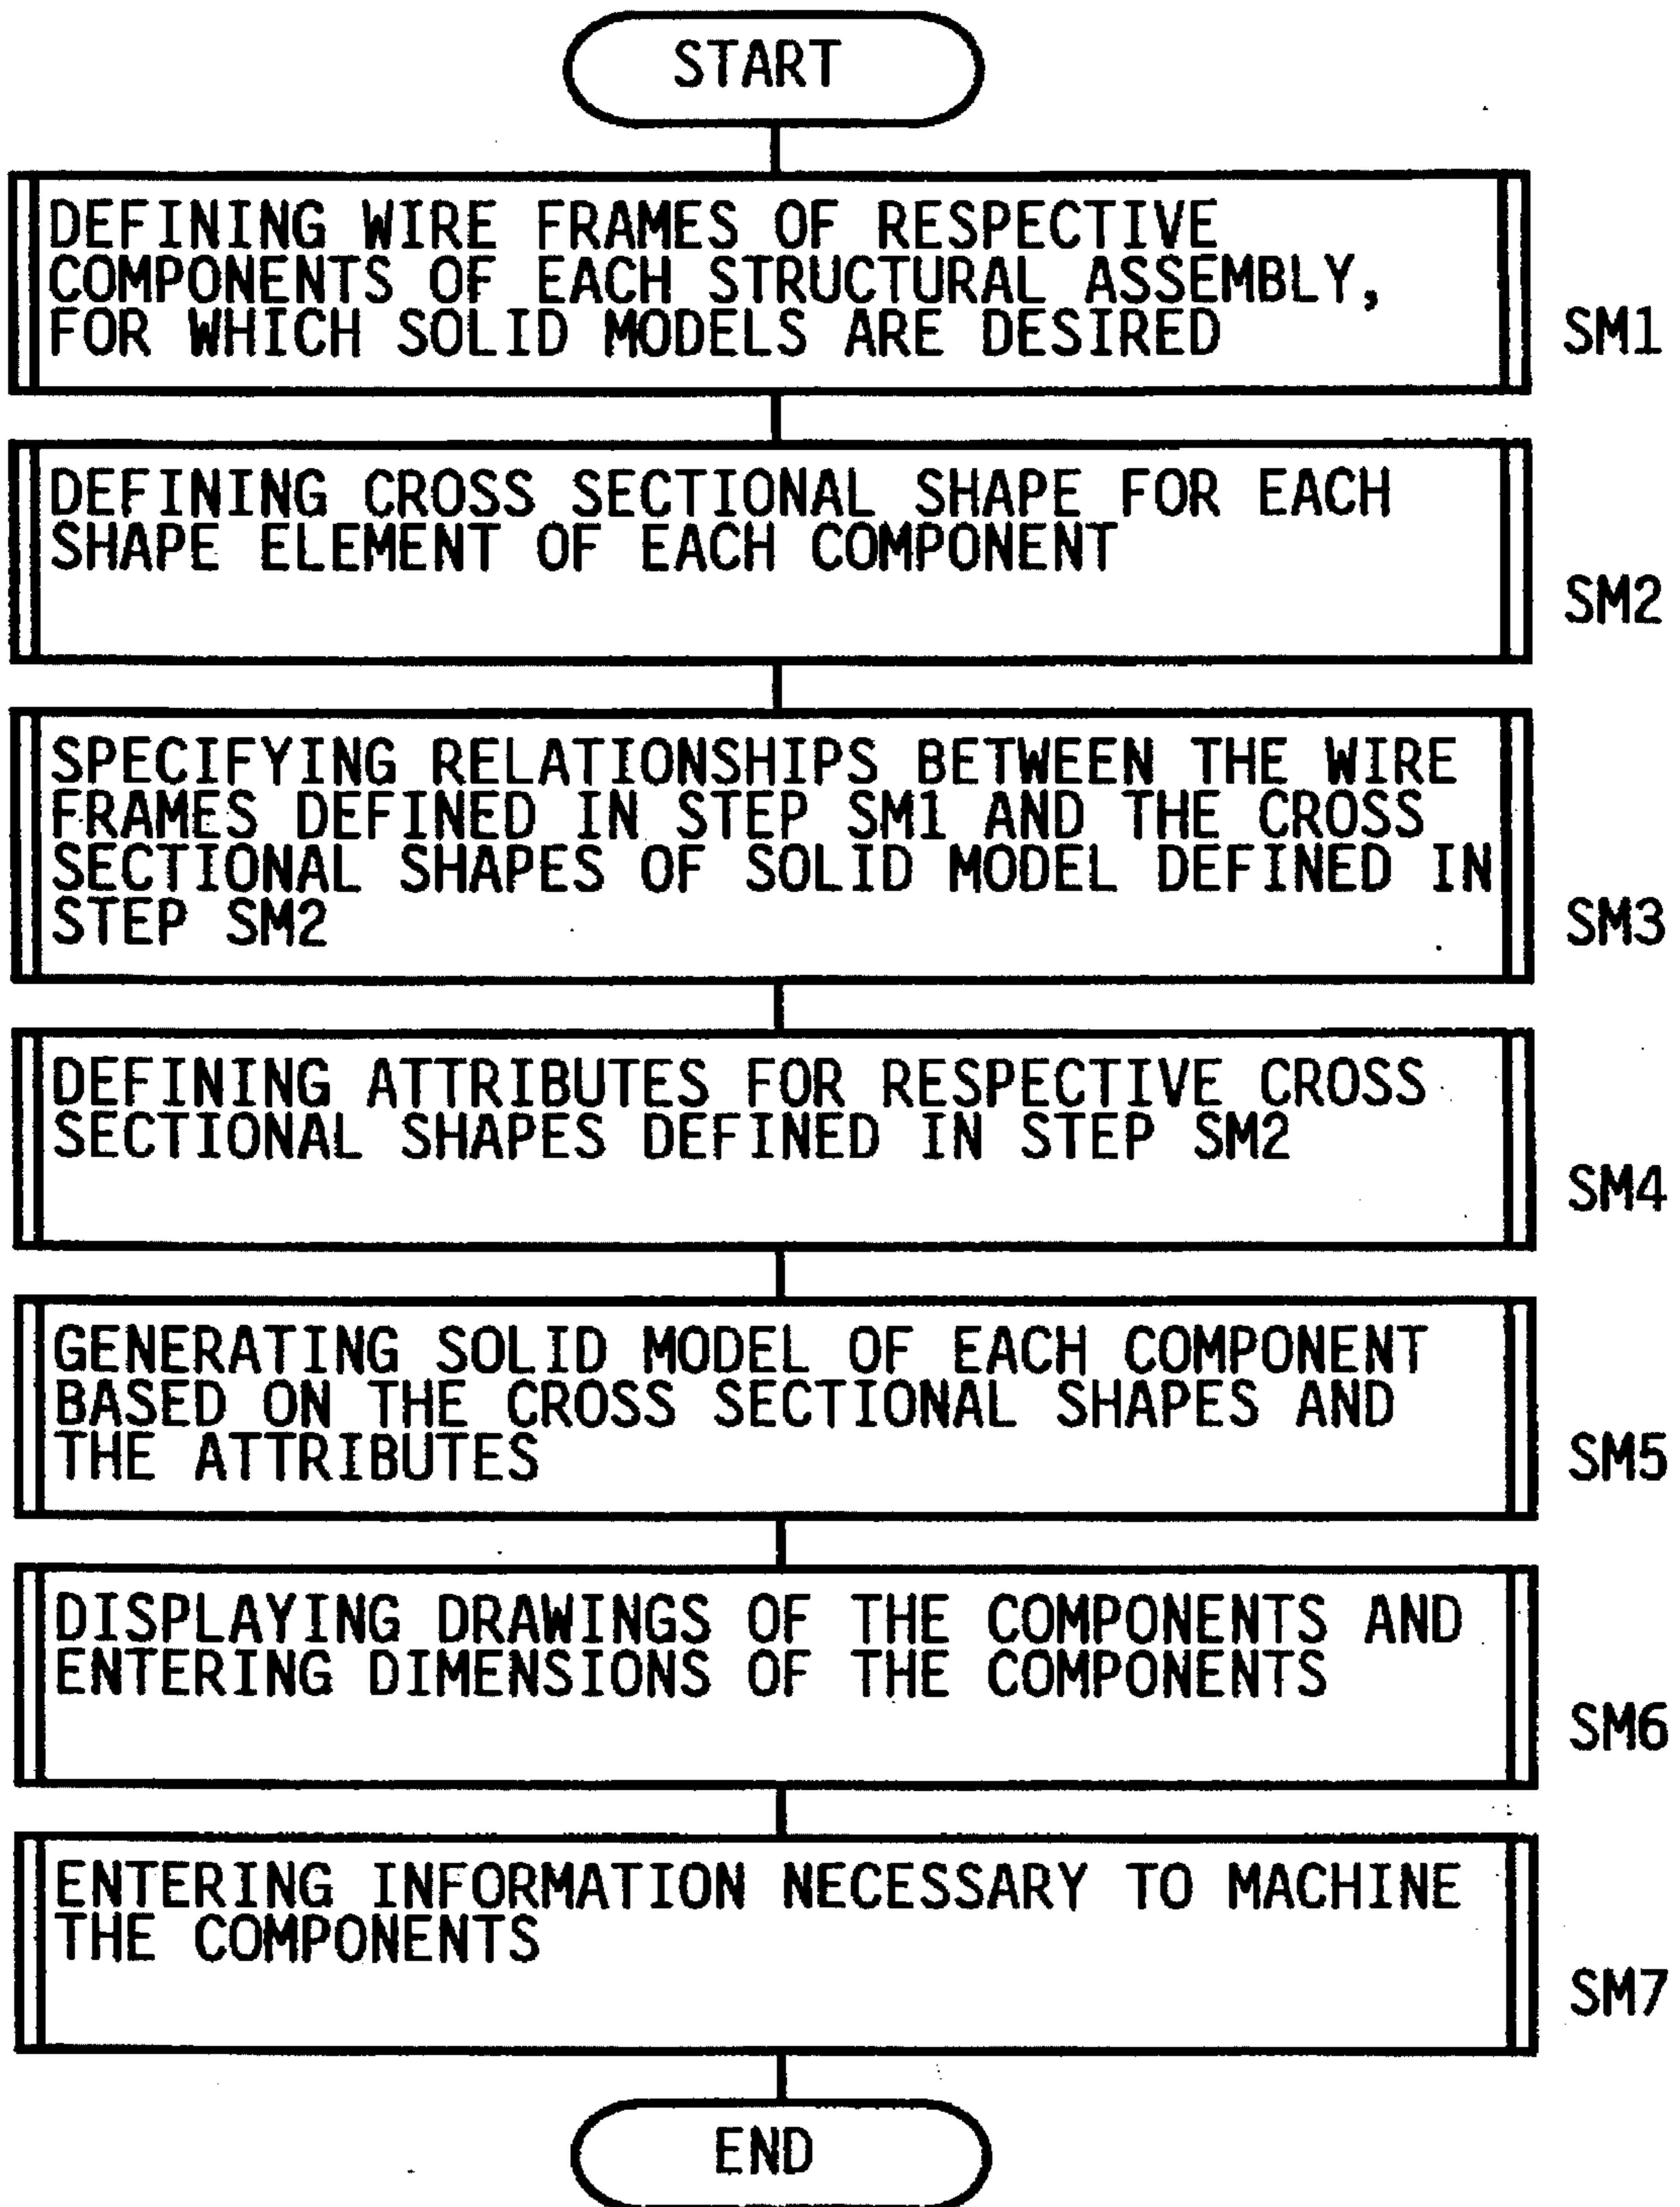 START
DEFINING WIRE FRAMES OF RESPECTIVE
COMPONENTS OF EACH STRUCTURAL ASSEMBLY,
FOR WHICH SOLID MODELS ARE DESIRED
SM1
DEFINING CROSS SECTIONAL SHAPE FOR EACH
SHAPE ELEMENT OF EACH COMPONENT
SM2
SPECIFYING RELATIONSHIPS BETWEEN THE WIRE
FRAMES DEFINED IN STEP SM1 AND THE CROSS
SECTIONAL SHAPES OF SOLID MODEL DEFINED IN
STEP SM2
SM3
DEFINING ATTRIBUTES FOR RESPECTIVE CROSS
SECTIONAL SHAPES DEFINED IN STEP SM2
SM4
GENERATING SOLID MODEL OF EACH COMPONENT
BASED ON THE CROSS SECTIONAL SHAPES AND
THE ATTRIBUTES
SM5
DISPLAYING DRAWINGS OF THE COMPONENTS AND
ENTERING DIMENSIONS OF THE COMPONENTS
SM6
ENTERING INFORMATION NECESSARY TO MACHINE
THE COMPONENTS
SM7
END